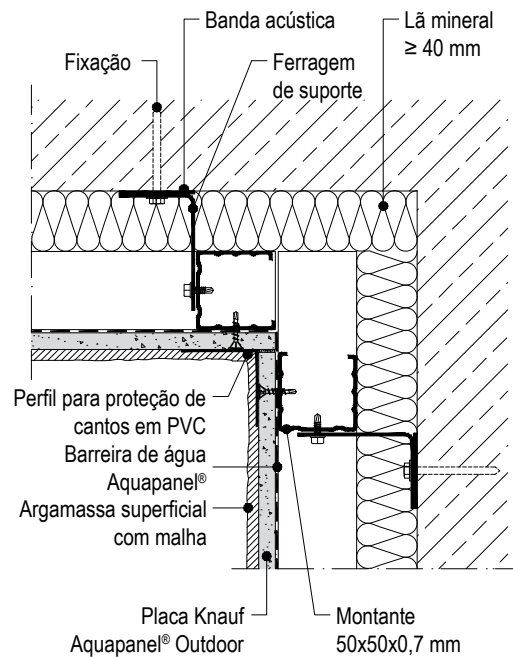 Banda acústica
Lã mineral
≥ 40 mm
Fixação
Ferragem
de suporte
Perfil para proteção de
cantos em PVC
Barreira de água
Aquapanel®
Argamassa superficial
com malha
Placa Knauf
Aquapanel® Outdoor
Montante
50x50x0,7 mm